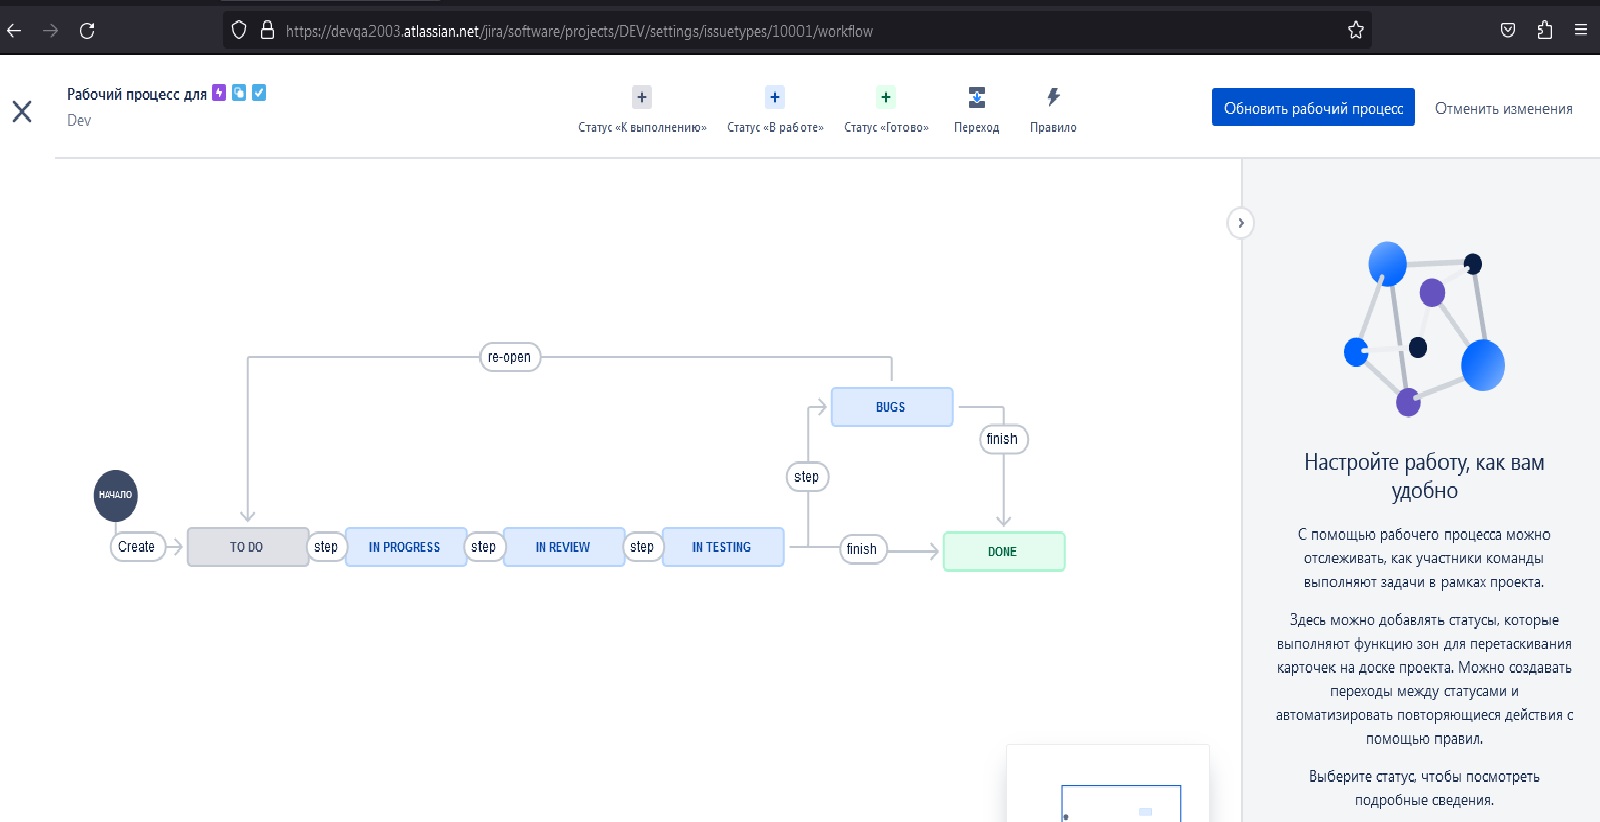 https://devqa2003.atlassian.net/jira/software/projects/DEV/settings/issuetypes/10001/workflow
Рабочий процесс для
Dev
Статус «К выполнению»
Статус «В работе»
Статус «Готово»
Переход
Правило
Обновить рабочий процесс
Отменить изменения
re-open
BUGS
finish
step
НАЧАЛО
Create
TO DO
step
IN PROGRESS
step
IN REVIEW
step
IN TESTING
finish
DONE
Настройте работу, как вам
удобно
С помощью рабочего процесса можно
отслеживать, как участники команды
выполняют задачи в рамках проекта.
Здесь можно добавлять статусы, которые
выполняют функцию зон для перетаскивания
карточек на доске проекта. Можно создавать
переходы между статусами и
автоматизировать повторяющиеся действия с
помощью правил.
Выберите статус, чтобы посмотреть
подробные сведения.